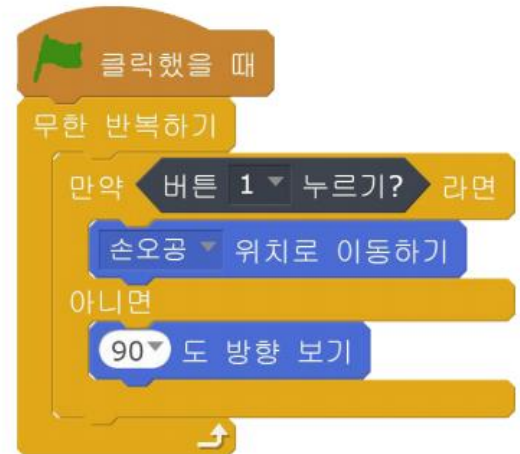 클릭했을 때
무한 반복하기
만약 버튼 1 누르기? 라면
손오공 위치로 이동하기
아니면
90 도 방향 보기